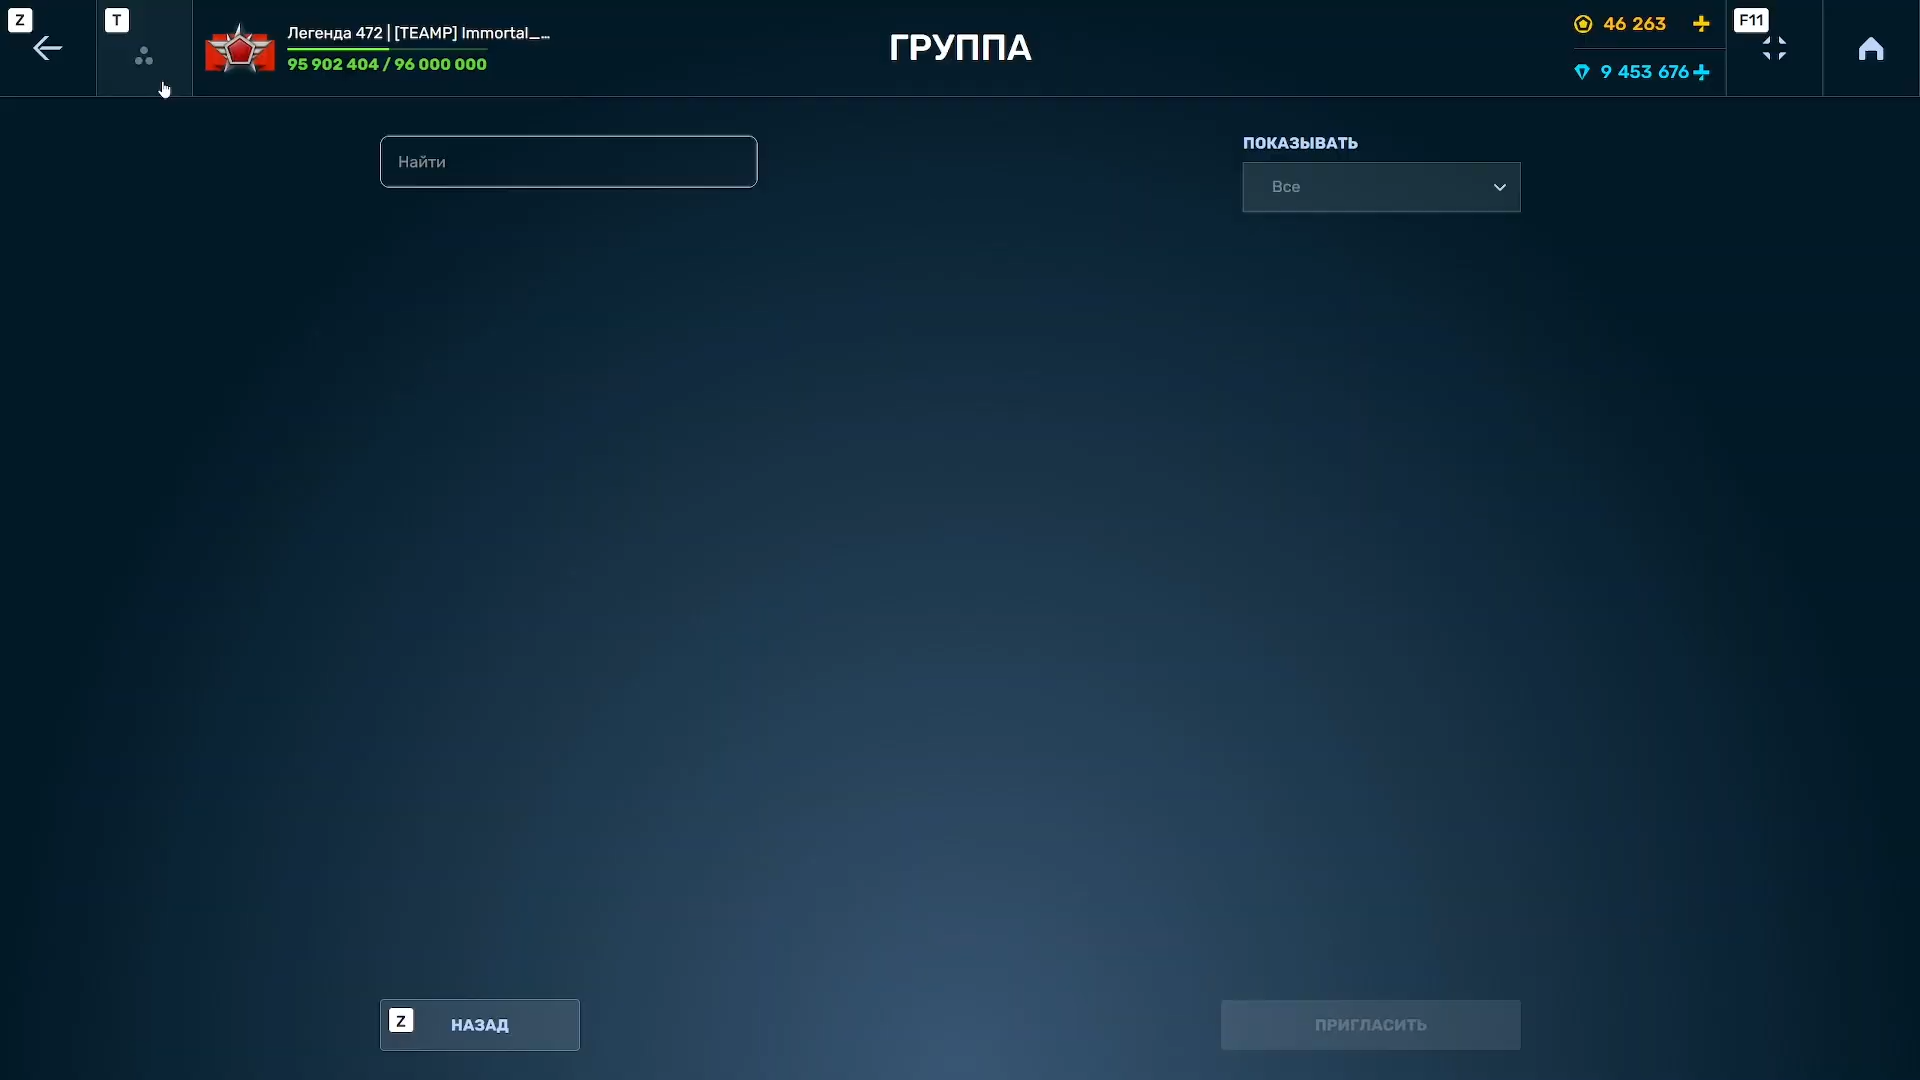 Z
T
Легенда 472 | [TEAMP] Immortal_...
95 902 404 / 96 000 000
ГРУППА
46 263
9 453 676
F11
Найти
ПОКАЗЫВАТЬ
Все
Z
НАЗАД
ПРИГЛАСИТЬ